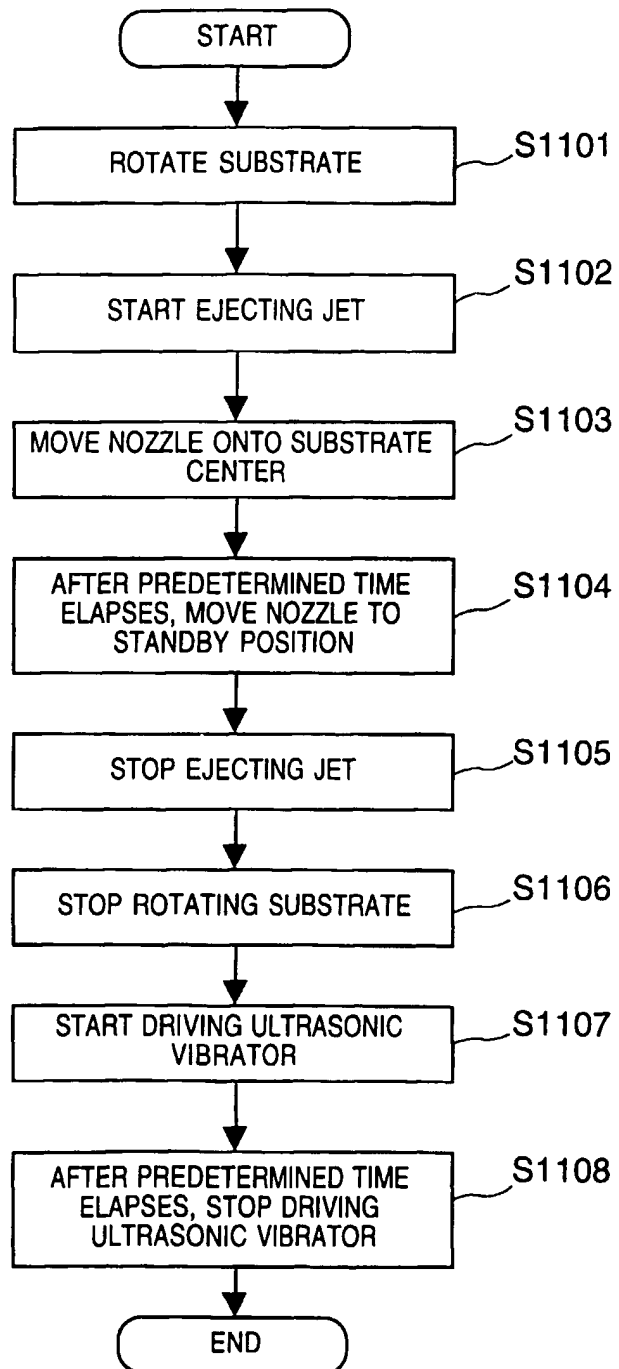 START
ROTATE SUBSTRATE
S1101
START EJECTING JET
S1102
MOVE NOZZLE ONTO SUBSTRATE
CENTER
S1103
AFTER PREDETERMINED TIME
ELAPSES, MOVE NOZZLE TO
STANDBY POSITION
S1104
STOP EJECTING JET
S1105
STOP ROTATING SUBSTRATE
S1106
START DRIVING ULTRASONIC
VIBRATOR
S1107
AFTER PREDETERMINED TIME
ELAPSES, STOP DRIVING
ULTRASONIC VIBRATOR
S1108
END